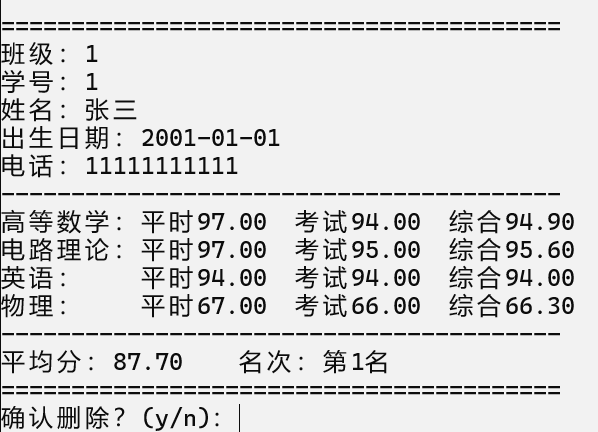 ========================================
班级: 1
学号: 1
姓名: 张三
出生日期: 2001-01-01
电话: 11111111111
----------------------------------------
高等数学: 平时97.00  考试94.00  综合94.90
电路理论: 平时97.00  考试95.00  综合95.60
英语:     平时94.00  考试94.00  综合94.00
物理:     平时67.00  考试66.00  综合66.30
----------------------------------------
平均分: 87.70    名次: 第1名
========================================
确认删除? (y/n):